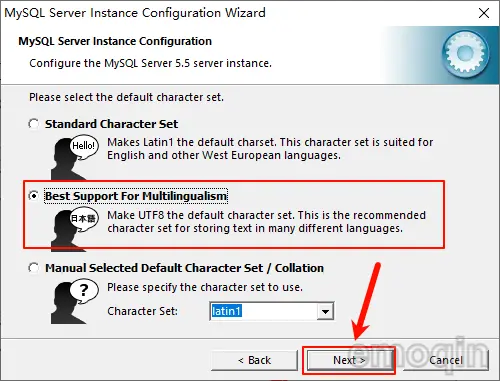 MySQL Server Instance Configuration Wizard
MySQL Server Instance Configuration
Configure the MySQL Server 5.5 server instance.
Please select the default character set.
Standard Character Set
Hello!
Makes Latin1 the default charset. This character set is suited for
English and other West European languages.
Best Support For Multilingualism
日本語
Make UTF8 the default character set. This is the recommended
character set for storing text in many different languages.
Manual Selected Default Character Set / Collation
?
Please specify the character set to use.
Character Set:
latin1
< Back
Next >
Cancel
emoqin